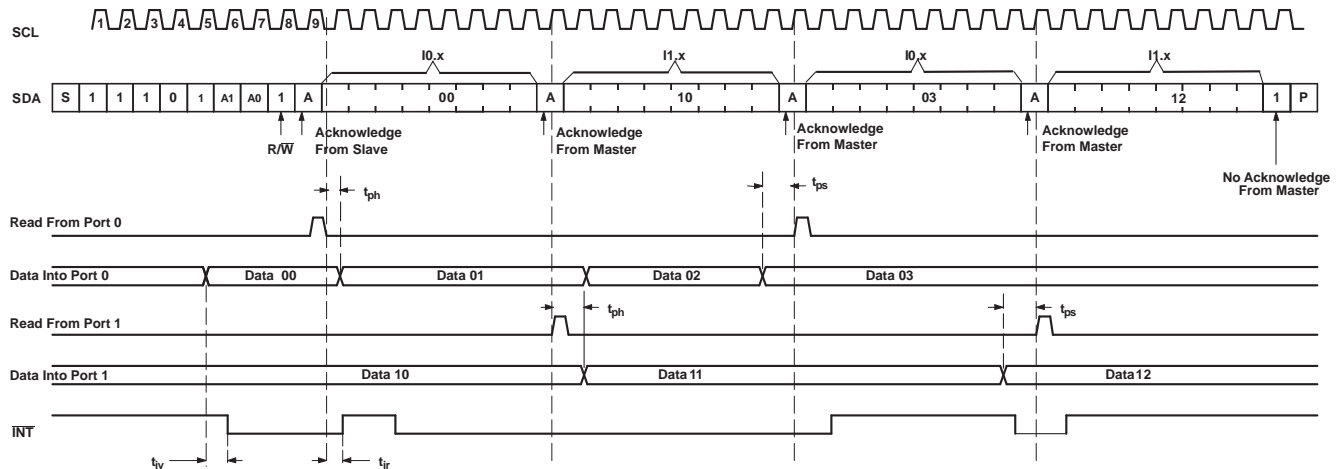 SCL
1 2 3 4 5 6 7 8 9
I0.x I1.x I0.x I1.x
SDA S 1 1 1 0 1 A1 A0 1 A 00 A 10 A 03 A 12 1 P
R/W̅
Acknowledge
From Slave
Acknowledge
From Master
Acknowledge
From Master
Acknowledge
From Master
No Acknowledge
From Master
tph
tps
Read From Port 0
Data Into Port 0 Data 00 Data 01 Data 02 Data 03
tph
tps
Read From Port 1
Data Into Port 1 Data 10 Data 11 Data12
I̅N̅T̅
tiv
tir